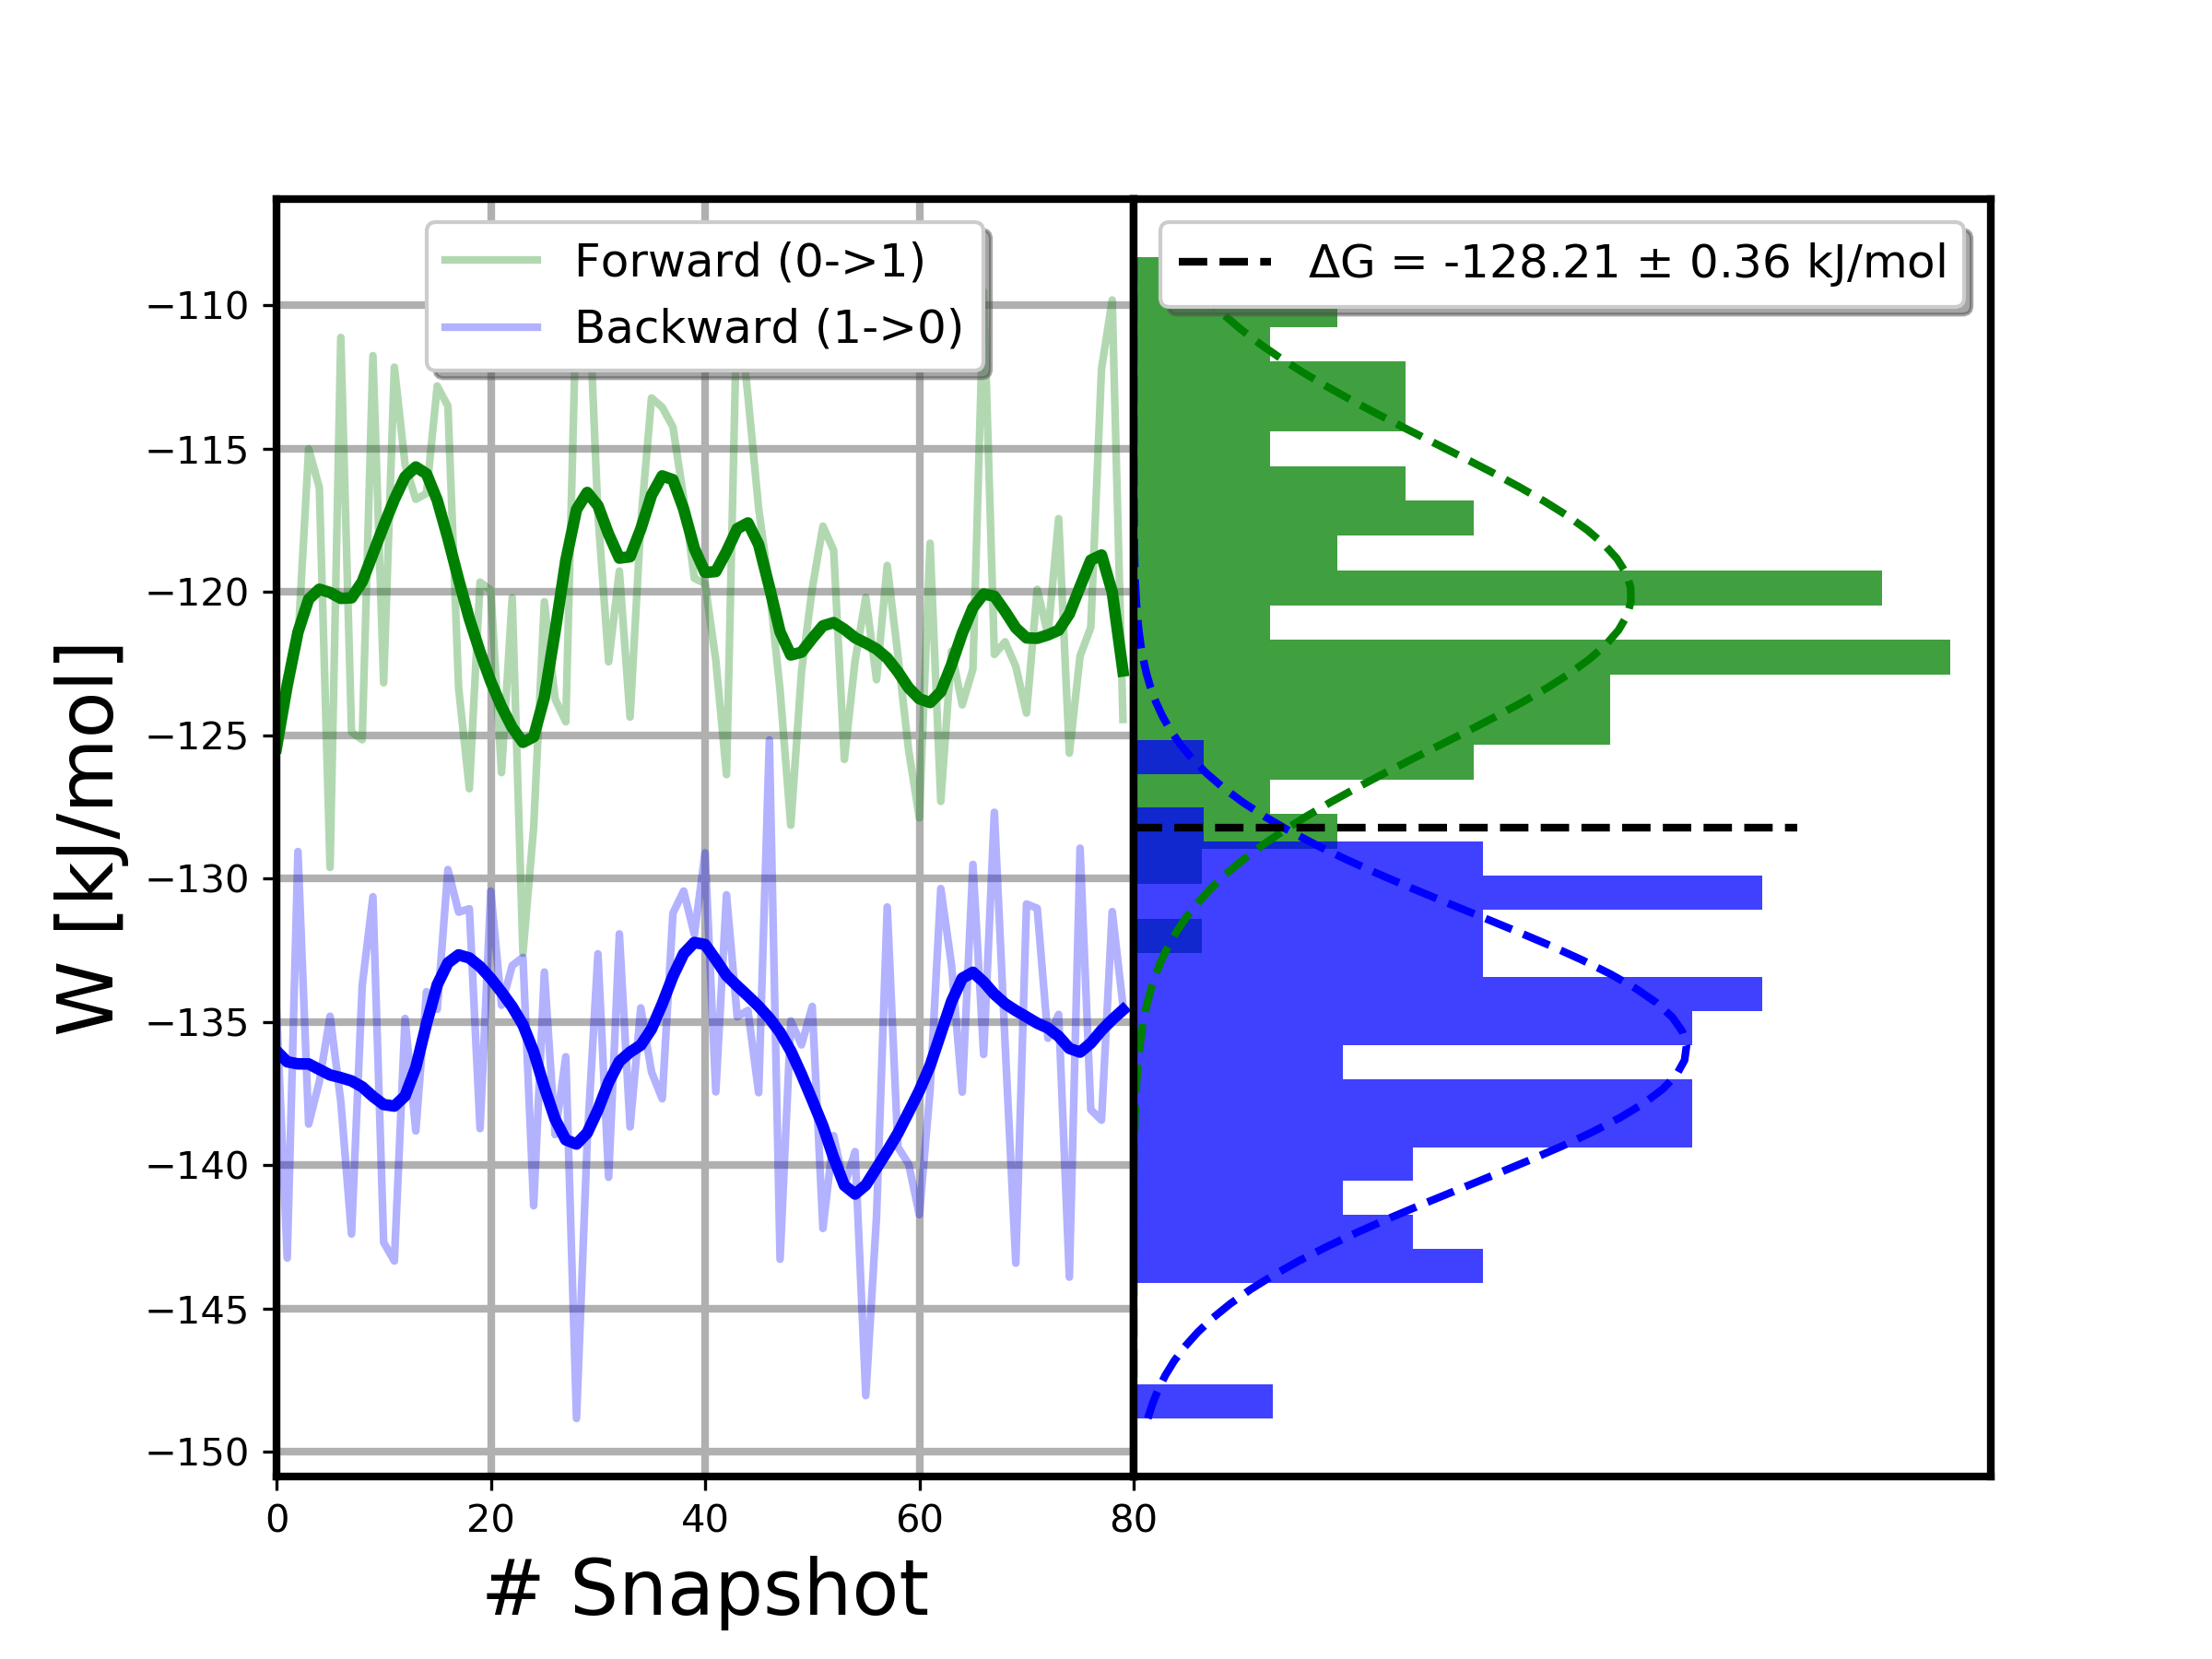 Forward (0->1)
Backward (1->0)
ΔG = -128.21 ± 0.36 kJ/mol
W [kJ/mol]
−110
−115
−120
−125
−130
−135
−140
−145
−150
0 20 40 60 80
# Snapshot